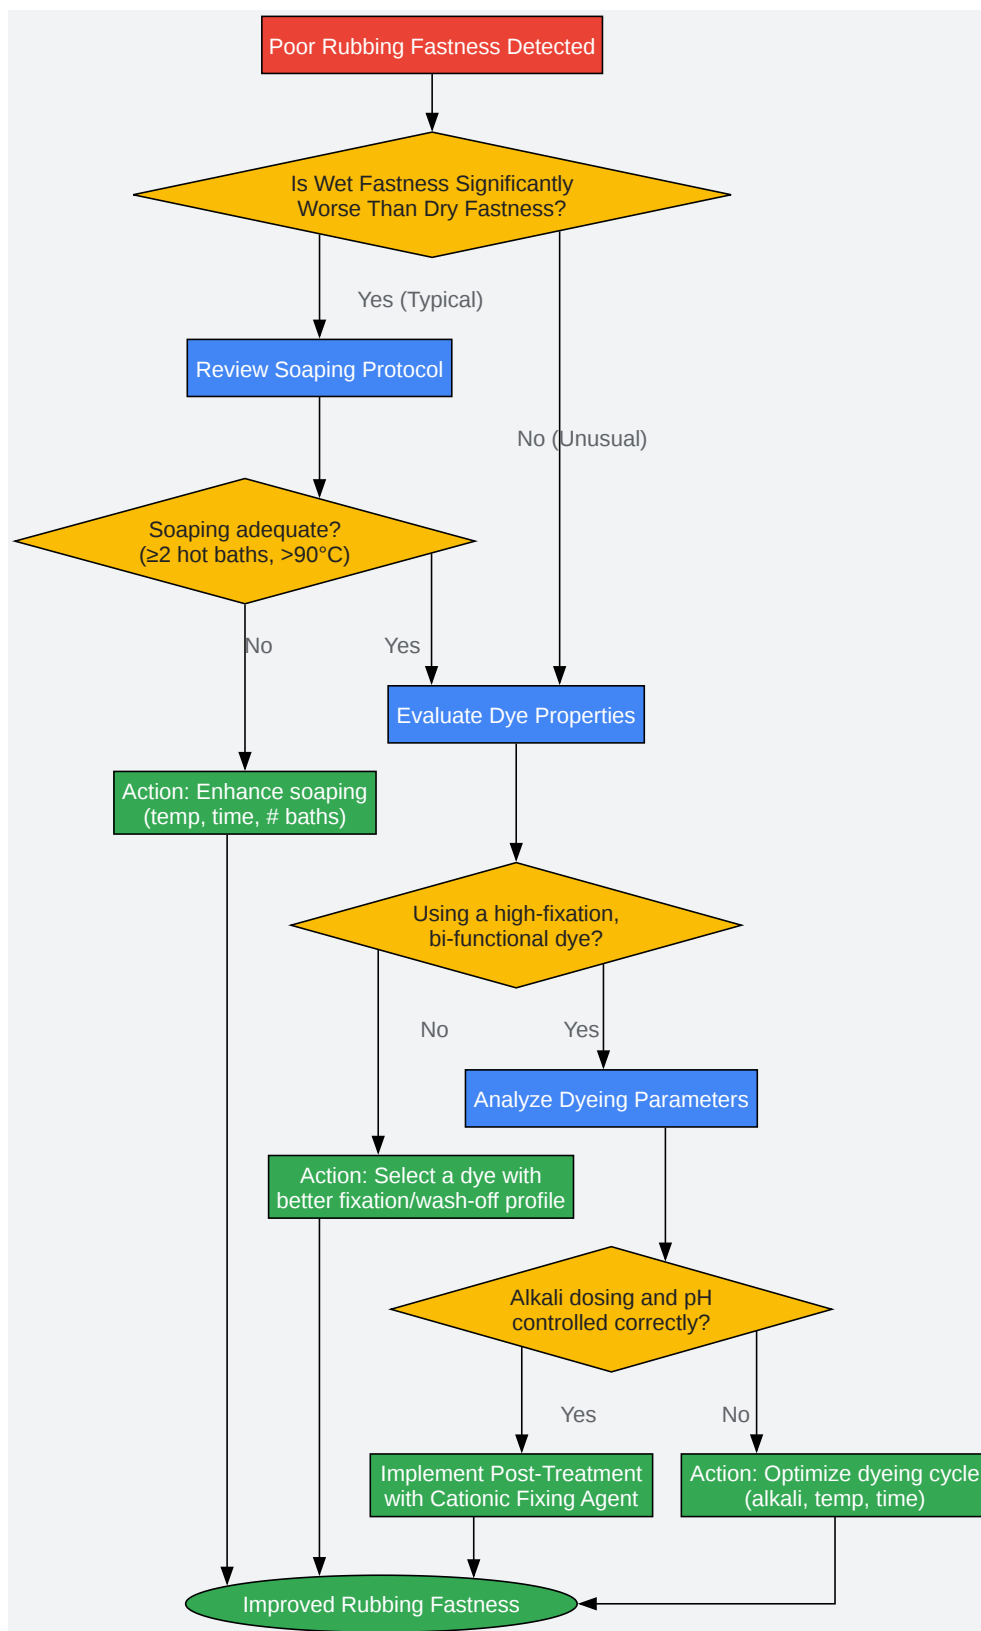 Poor Rubbing Fastness Detected
Is Wet Fastness Significantly
Worse Than Dry Fastness?
Yes (Typical)
Review Soaping Protocol
No (Unusual)
Soaping adequate?
(≥2 hot baths, >90°C)
No
Yes
Evaluate Dye Properties
Action: Enhance soaping
(temp, time, # baths)
Using a high-fixation,
bi-functional dye?
No
Yes
Analyze Dyeing Parameters
Action: Select a dye with
better fixation/wash-off profile
Alkali dosing and pH
controlled correctly?
Yes
No
Implement Post-Treatment
with Cationic Fixing Agent
Action: Optimize dyeing cycle
(alkali, temp, time)
Improved Rubbing Fastness